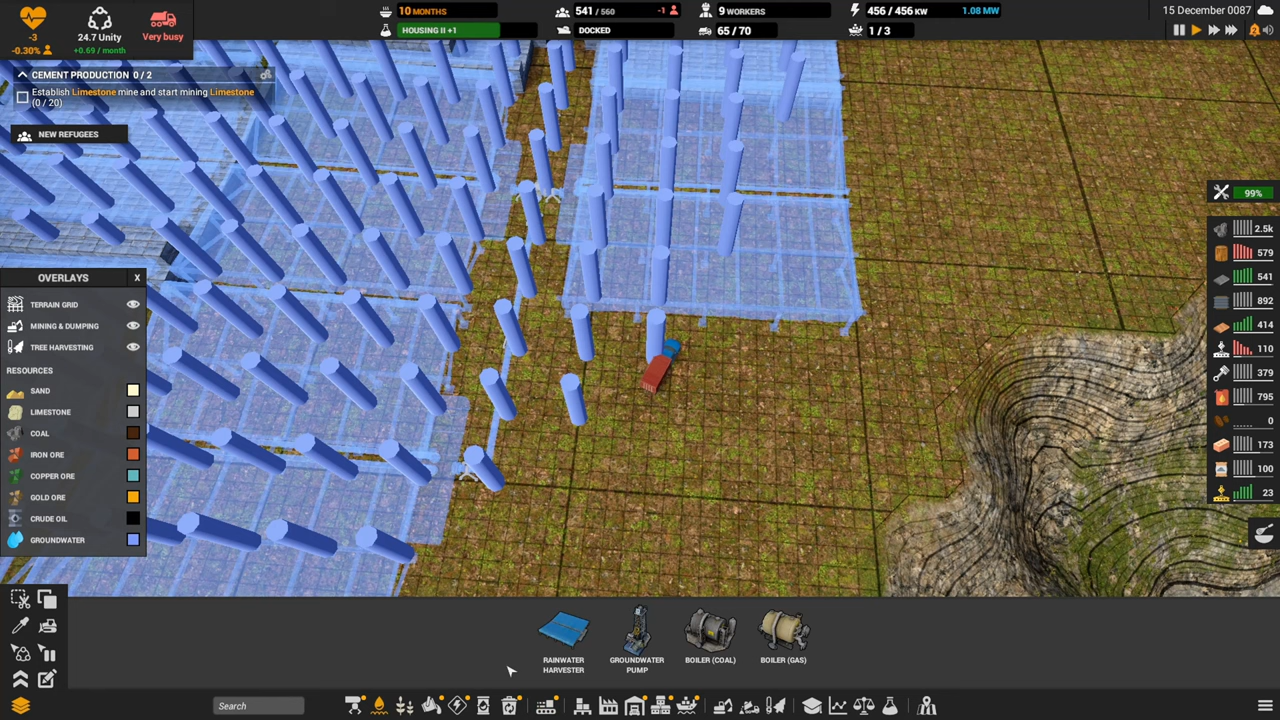 -3
-0.30%
24.7 Unity
+0.69 / month
Very busy
10 MONTHS
HOUSING II +1
541 / 560
-1
DOCKED
9 WORKERS
65 / 70
456 / 456 KW
1.08 MW
1 / 3
15 December 0087
CEMENT PRODUCTION 0 / 2
Establish Limestone mine and start mining Limestone
(0 / 20)
NEW REFUGEES
OVERLAYS
X
TERRAIN GRID
MINING & DUMPING
TREE HARVESTING
RESOURCES
SAND
LIMESTONE
COAL
IRON ORE
COPPER ORE
GOLD ORE
CRUDE OIL
GROUNDWATER
99%
2.5k
579
541
892
414
110
379
795
0
173
100
23
RAINWATER
HARVESTER
GROUNDWATER
PUMP
BOILER (COAL)
BOILER (GAS)
Search